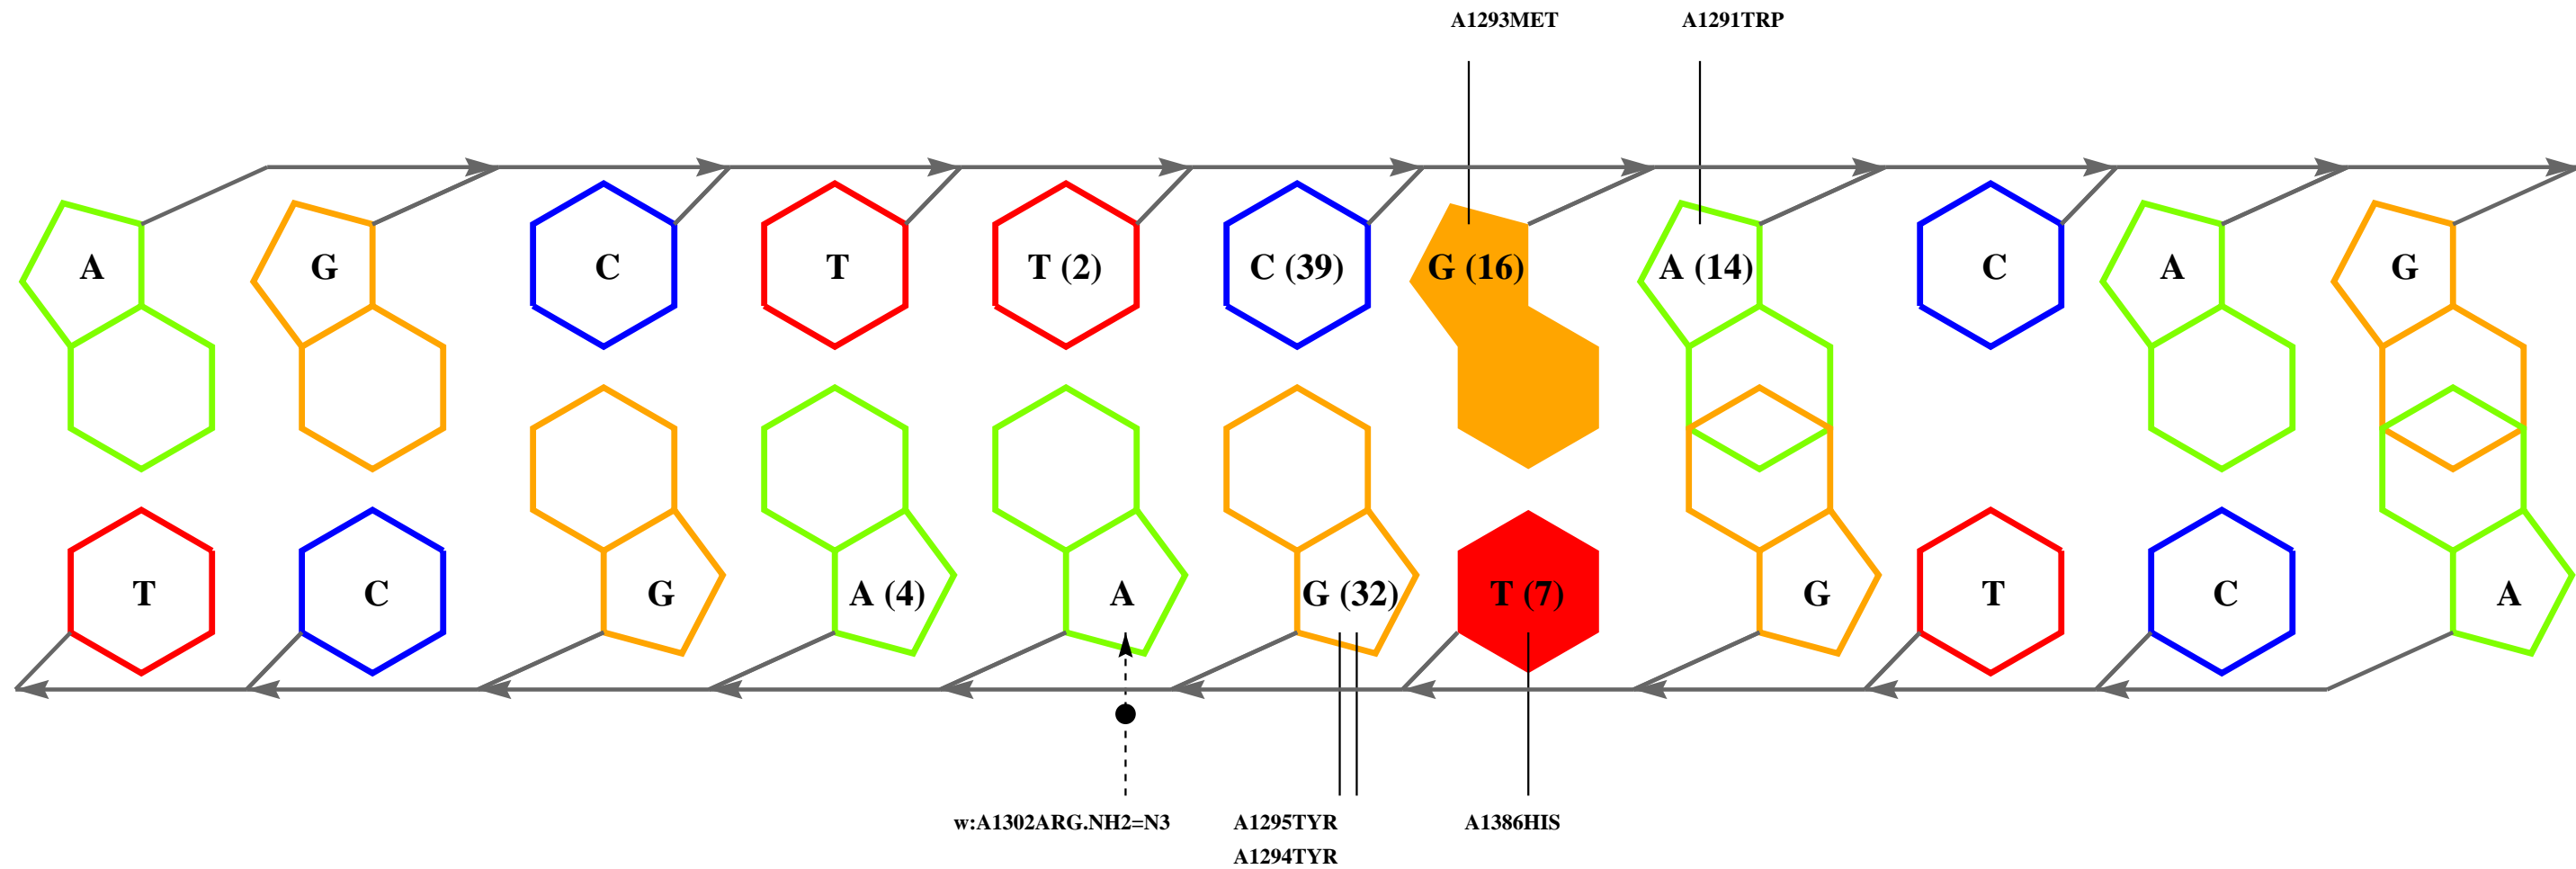 A1293MET A1291TRP
A G C T T (2) C (39) G (16) A (14) C A G
T C G A (4) A G (32) T (7) G T C A
w:A1302ARG.NH2=N3 A1295TYR A1386HIS
A1294TYR